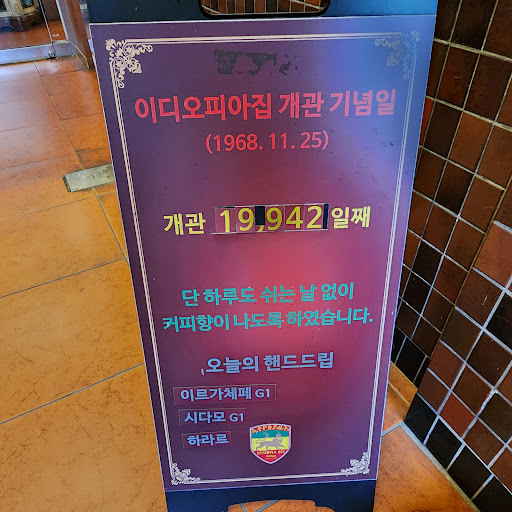 이디오피아집 개관 기념일
(1968. 11. 25)
개관 19,942 일째
단 하루도 쉬는 날 없이
커피향이 나도록 하였습니다.
오늘의 핸드드립
이르가체페 G1
시다모 G1
하라르
ETHIOPIA BET